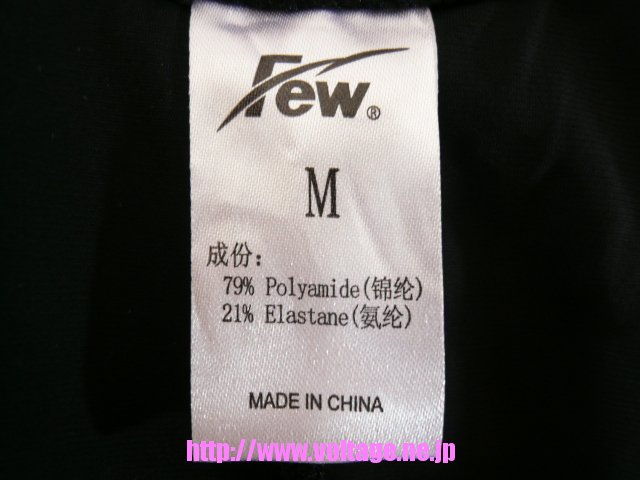 Few®
M
成份:
79% Polyamide(锦纶)
21% Elastane(氨纶)
MADE IN CHINA
http://www.voltage.ne.jp